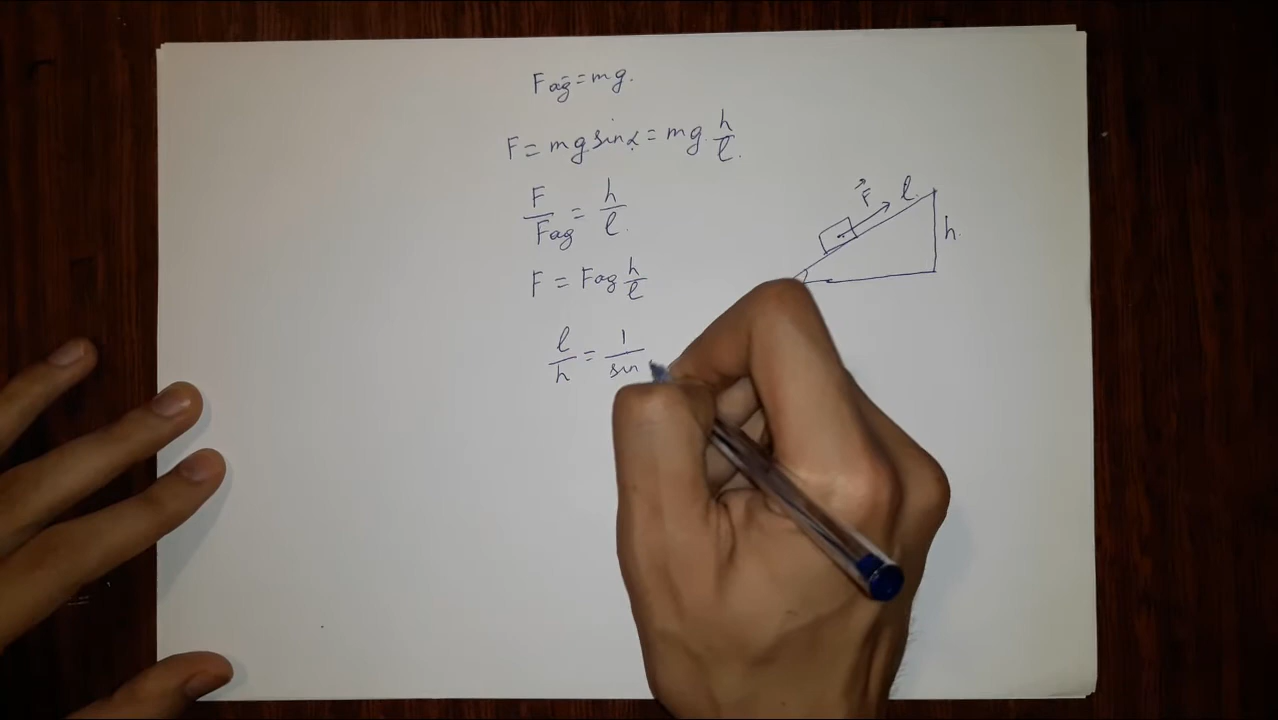 Fag = mg.
F = mg sinα = mg · h/l.
F/Fag = h/l.
F = Fag h/l
l/h = 1/sin
F⃗
l.
h.